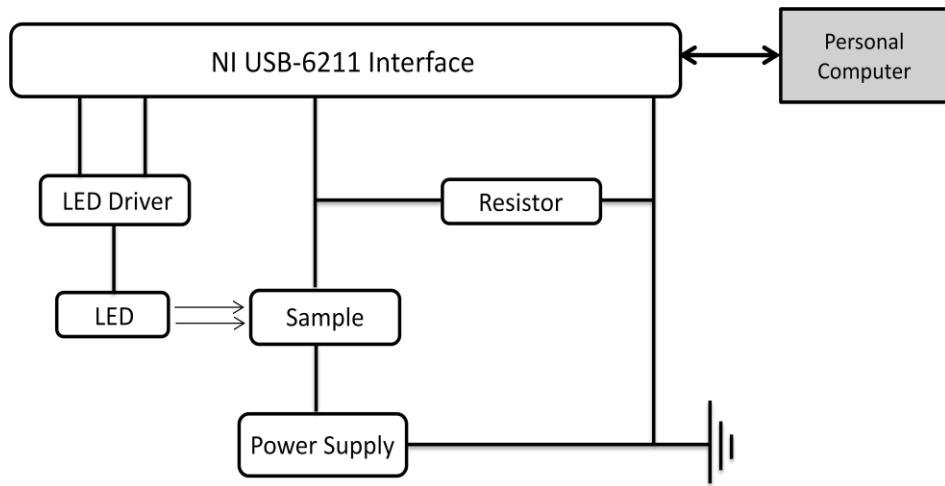 NI USB-6211 Interface
Personal
Computer
LED Driver
Resistor
LED
Sample
Power Supply